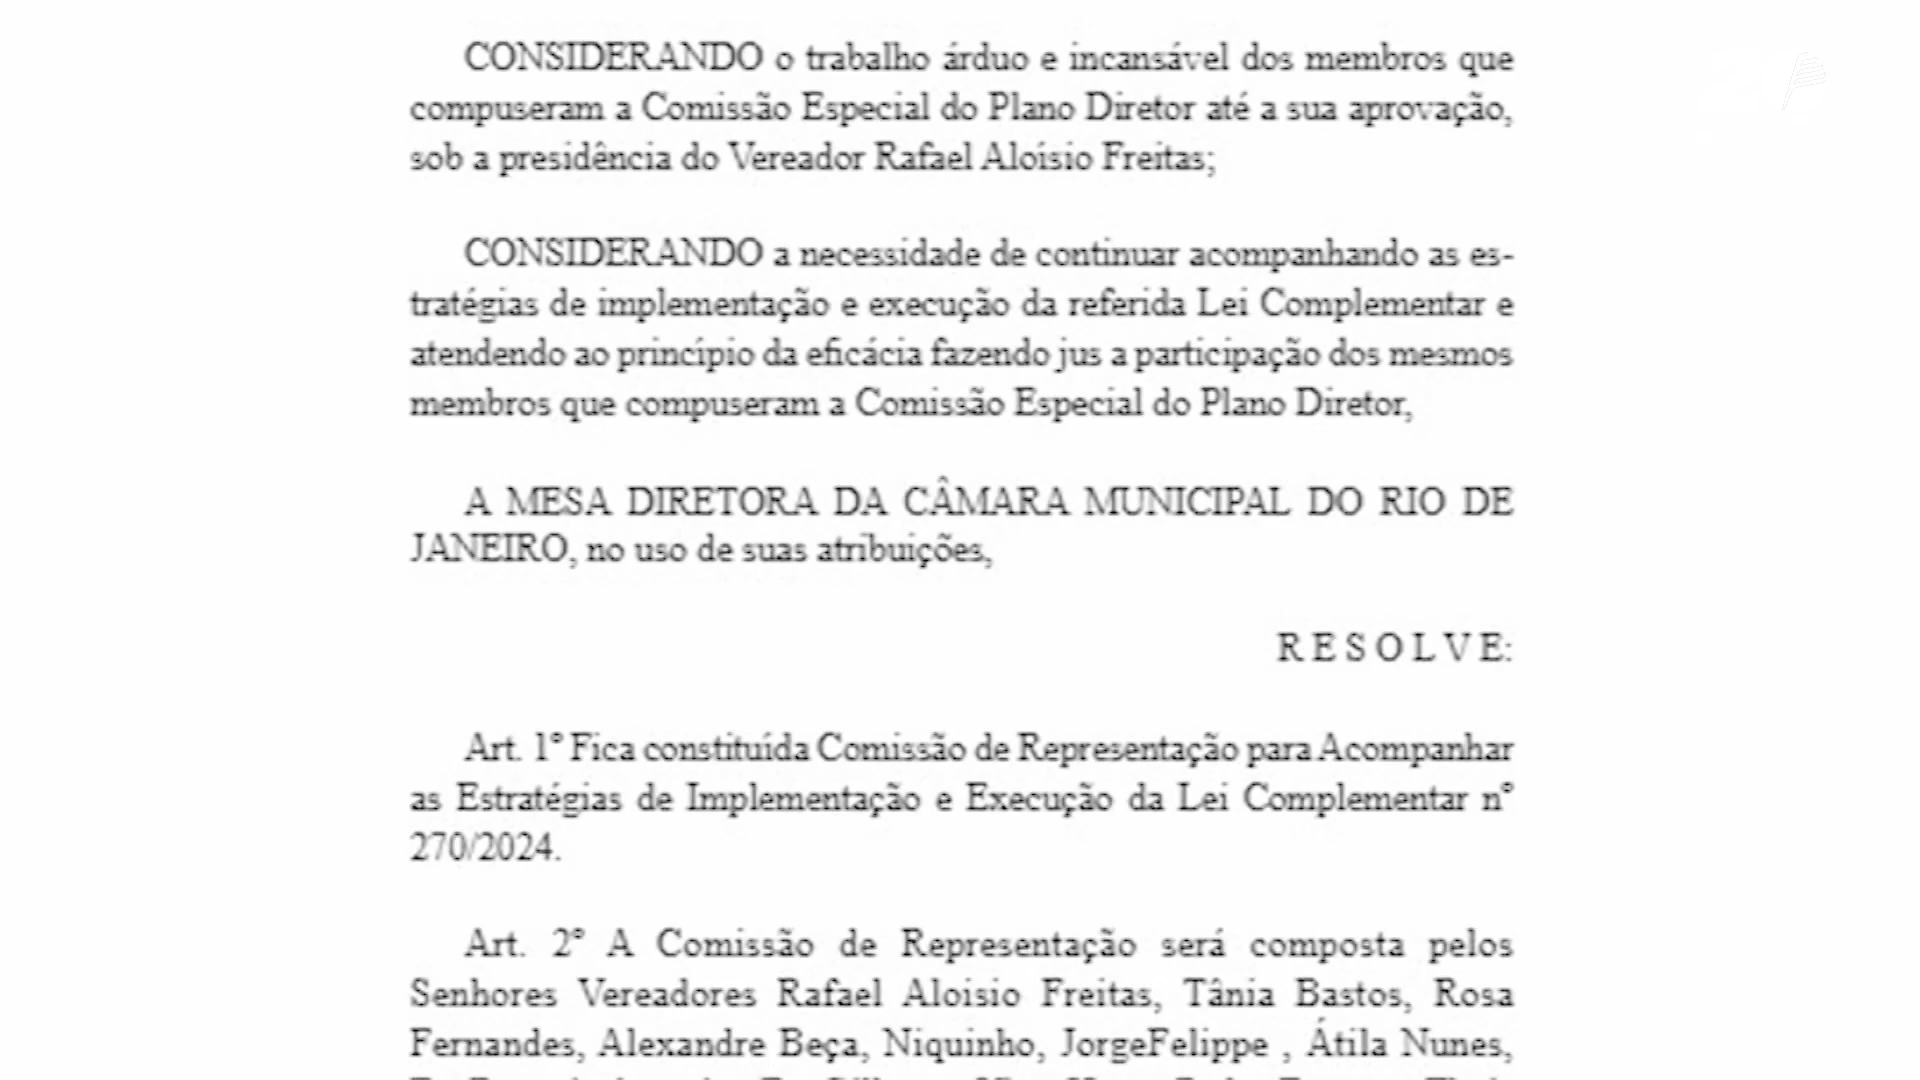 CONSIDERANDO o trabalho árduo e incansável dos membros que
compuseram a Comissão Especial do Plano Diretor até a sua aprovação,
sob a presidência do Vereador Rafael Aloisio Freitas;
CONSIDERANDO a necessidade de continuar acompanhando as es-
tratégias de implementação e execução da referida Lei Complementar e
atendendo ao princípio da eficácia fazendo jus a participação dos mesmos
membros que compuseram a Comissão Especial do Plano Diretor,
A MESA DIRETORA DA CÂMARA MUNICIPAL DO RIO DE
JANEIRO, no uso de suas atribuições,
R E S O L V E:
Art. 1° Fica constituída Comissão de Representação para Acompanhar
as Estratégias de Implementação e Execução da Lei Complementar n°
270/2024.
Art. 2° A Comissão de Representação será composta pelos
Senhores Vereadores Rafael Aloisio Freitas, Tânia Bastos, Rosa
Fernandes, Alexandre Beça, Niquinho, JorgeFelippe , Átila Nunes,